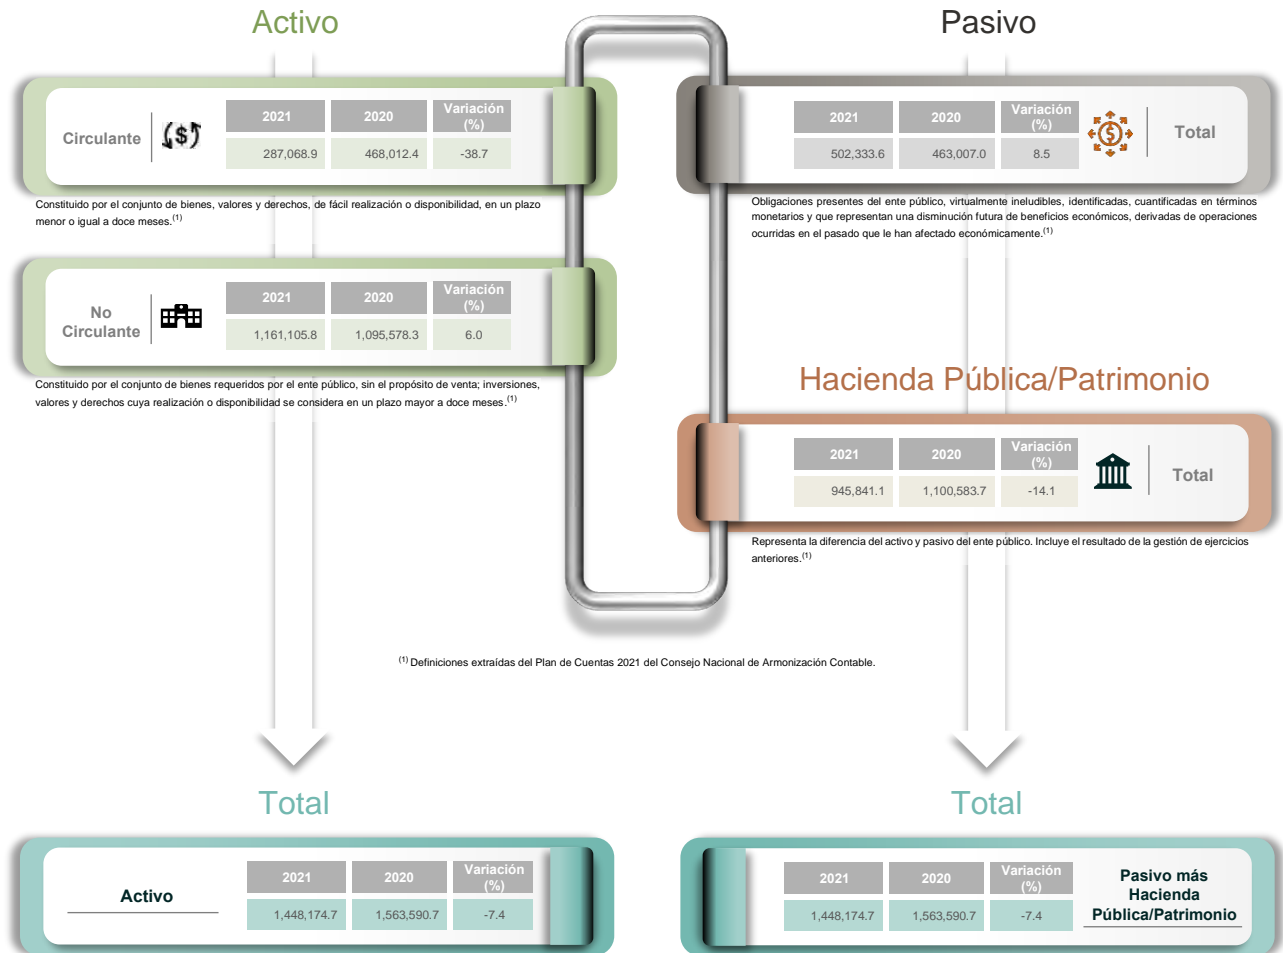 Activo
Circulante
2021 2020 Variación
(%)
287,068.9 468,012.4 -38.7
Constituido por el conjunto de bienes, valores y derechos, de fácil realización o disponibilidad, en un plazo
menor o igual a doce meses.(1)
No
Circulante
2021 2020 Variación
(%)
1,161,105.8 1,095,578.3 6.0
Constituido por el conjunto de bienes requeridos por el ente público, sin el propósito de venta; inversiones,
valores y derechos cuya realización o disponibilidad se considera en un plazo mayor a doce meses.(1)
Pasivo
2021 2020 Variación
(%)
502,333.6 463,007.0 8.5
Total
Obligaciones presentes del ente público, virtualmente ineludibles, identificadas, cuantificadas en términos
monetarios y que representan una disminución futura de beneficios económicos, derivadas de operaciones
ocurridas en el pasado que le han afectado económicamente.(1)
Hacienda Pública/Patrimonio
2021 2020 Variación
(%)
945,841.1 1,100,583.7 -14.1
Total
Representa la diferencia del activo y pasivo del ente público. Incluye el resultado de la gestión de ejercicios
anteriores.(1)
(1) Definiciones extraídas del Plan de Cuentas 2021 del Consejo Nacional de Armonización Contable.
Total
Activo
2021 2020 Variación
(%)
1,448,174.7 1,563,590.7 -7.4
Total
2021 2020 Variación
(%)
1,448,174.7 1,563,590.7 -7.4
Pasivo más
Hacienda
Pública/Patrimonio